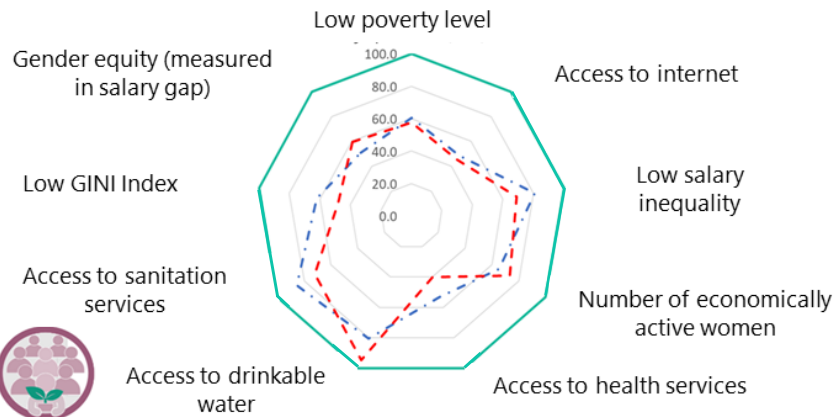 Low poverty level
Gender equity (measured
in salary gap)
Access to internet
100.0
80.0
60.0
40.0
20.0
0.0
Low GINI Index
Low salary
inequality
Access to sanitation
services
Number of economically
active women
Access to drinkable
water
Access to health services